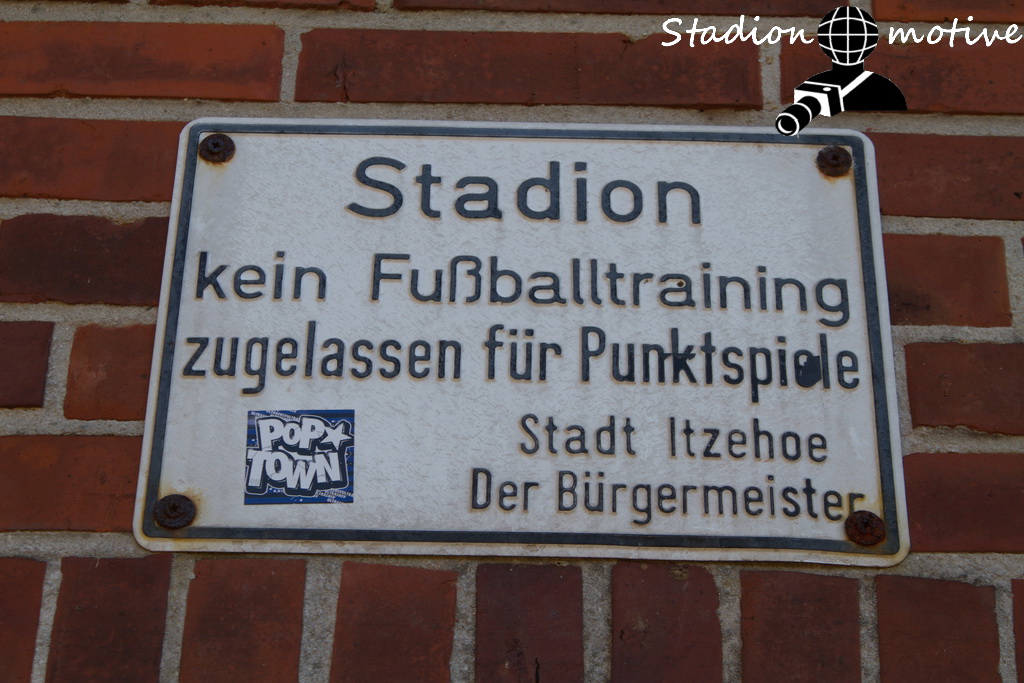 Stadion motive
Stadion
kein Fußballtraining
zugelassen für Punktspiele
POP
TOWN
Stadt Itzehoe
Der Bürgermeister